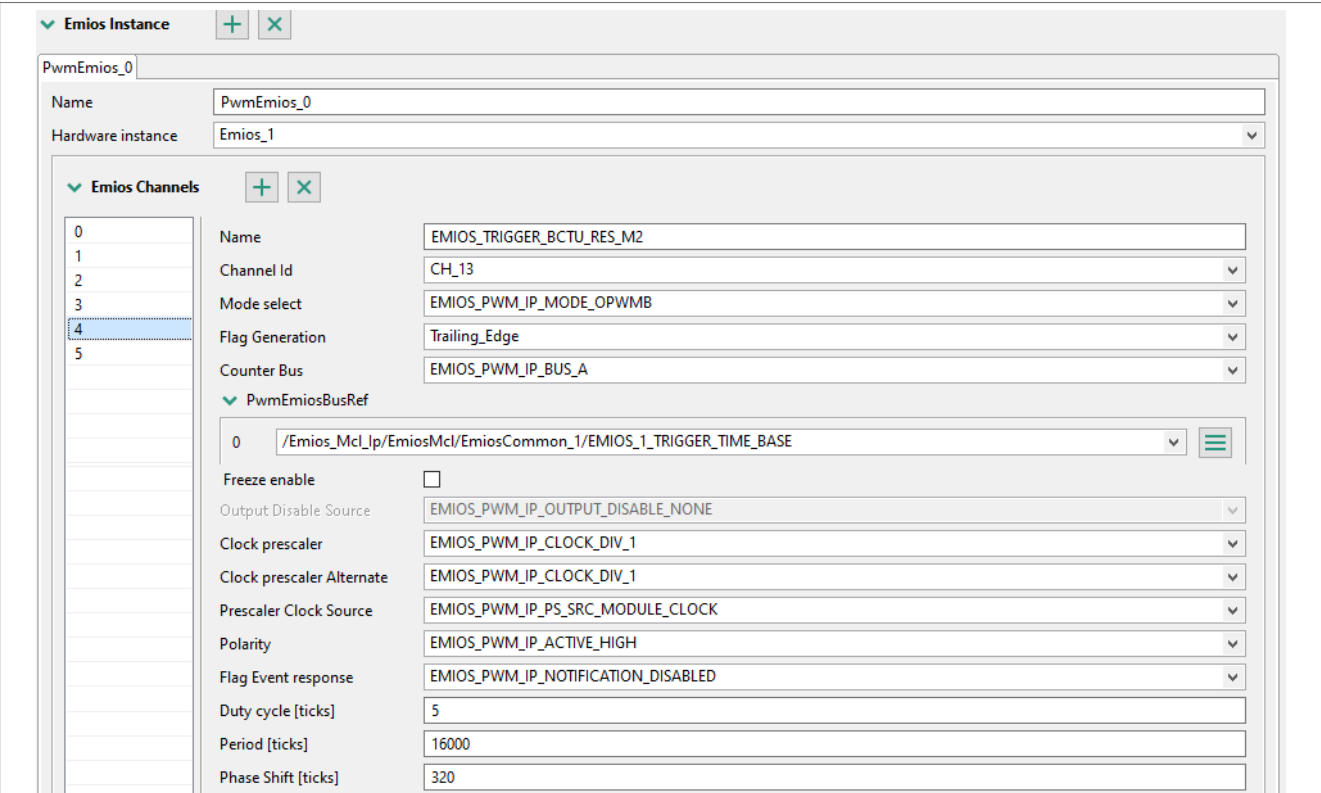 Emios Instance
PwmEmios_0
Name PwmEmios_0
Hardware instance Emios_1
Emios Channels
0
1
2
3
4
5
Name EMIOS_TRIGGER_BCTU_RES_M2
Channel Id CH_13
Mode select EMIOS_PWM_IP_MODE_OPWMB
Flag Generation Trailing_Edge
Counter Bus EMIOS_PWM_IP_BUS_A
PwmEmiosBusRef
0 /Emios_Mcl_Ip/EmiosMcl/EmiosCommon_1/EMIOS_1_TRIGGER_TIME_BASE
Freeze enable
Output Disable Source EMIOS_PWM_IP_OUTPUT_DISABLE_NONE
Clock prescaler EMIOS_PWM_IP_CLOCK_DIV_1
Clock prescaler Alternate EMIOS_PWM_IP_CLOCK_DIV_1
Prescaler Clock Source EMIOS_PWM_IP_PS_SRC_MODULE_CLOCK
Polarity EMIOS_PWM_IP_ACTIVE_HIGH
Flag Event response EMIOS_PWM_IP_NOTIFICATION_DISABLED
Duty cycle [ticks] 5
Period [ticks] 16000
Phase Shift [ticks] 320